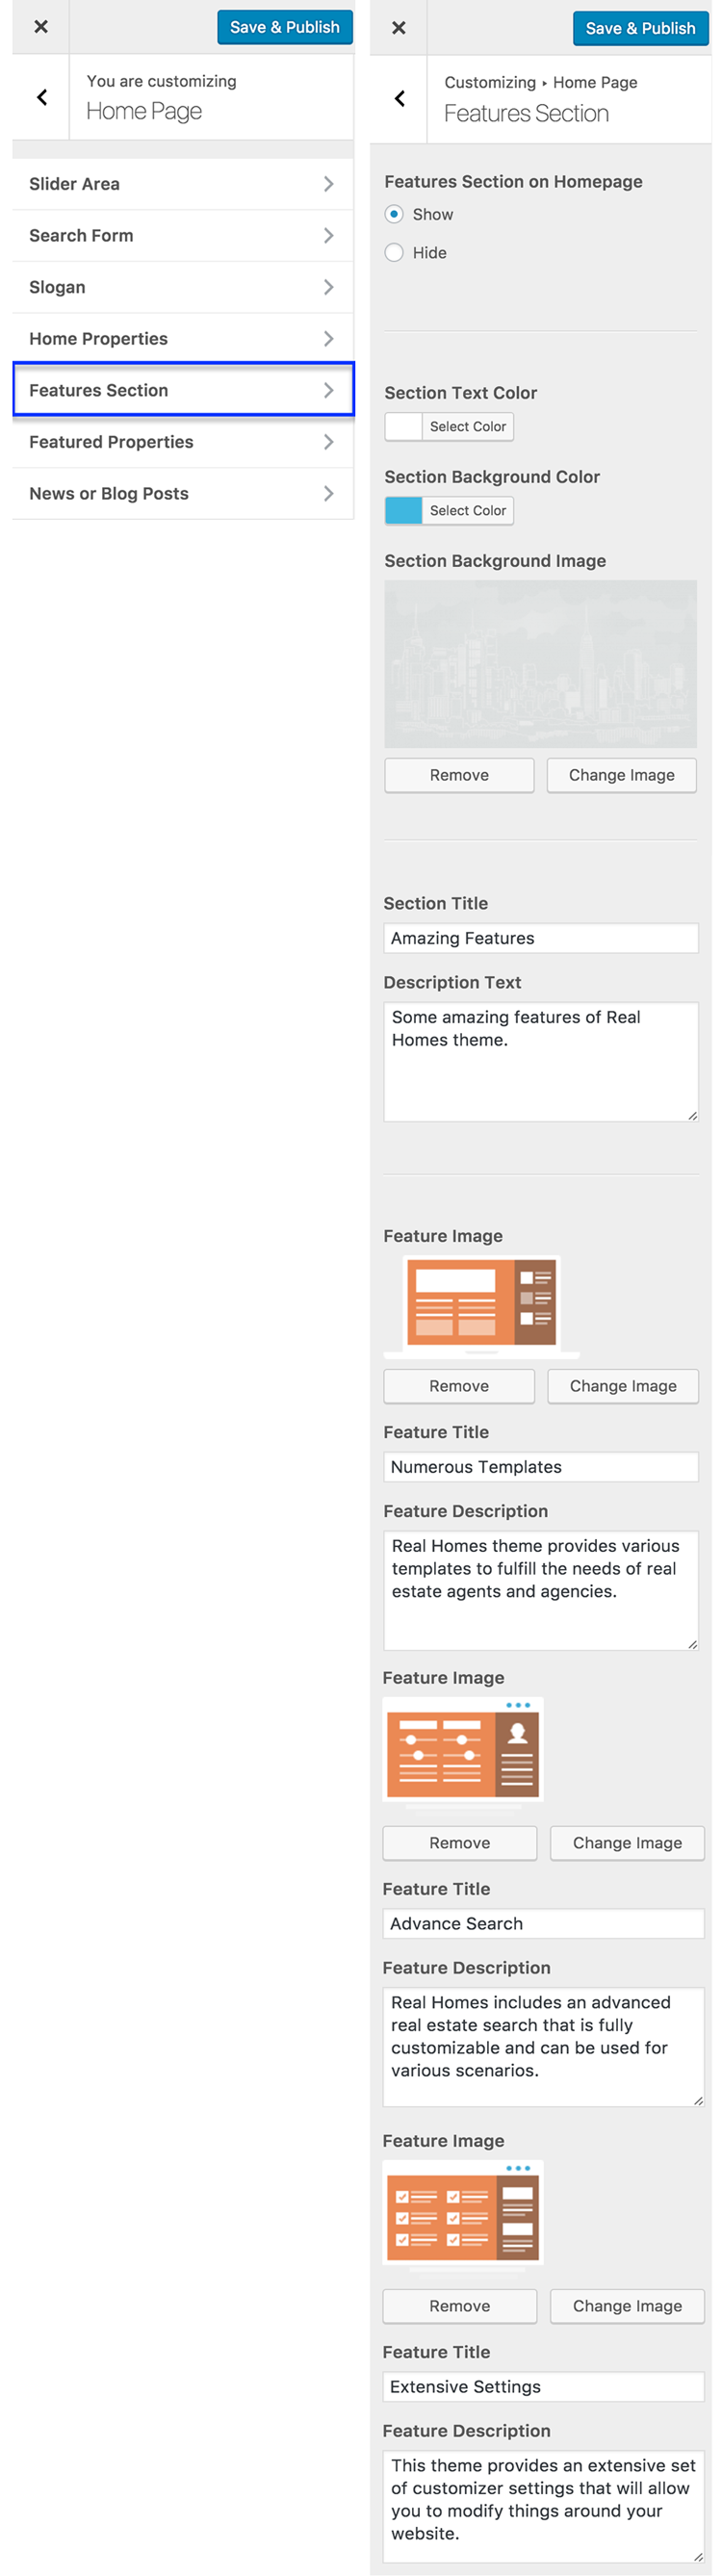 Save & Publish
You are customizing
Home Page
Slider Area
Search Form
Slogan
Home Properties
Features Section
Featured Properties
News or Blog Posts
Save & Publish
Customizing ▸ Home Page
Features Section
Features Section on Homepage
Show
Hide
Section Text Color
Select Color
Section Background Color
Select Color
Section Background Image
Remove
Change Image
Section Title
Amazing Features
Description Text
Some amazing features of Real
Homes theme.
Feature Image
Remove
Change Image
Feature Title
Numerous Templates
Feature Description
Real Homes theme provides various
templates to fulfill the needs of real
estate agents and agencies.
Feature Image
Remove
Change Image
Feature Title
Advance Search
Feature Description
Real Homes includes an advanced
real estate search that is fully
customizable and can be used for
various scenarios.
Feature Image
Remove
Change Image
Feature Title
Extensive Settings
Feature Description
This theme provides an extensive set
of customizer settings that will allow
you to modify things around your
website.